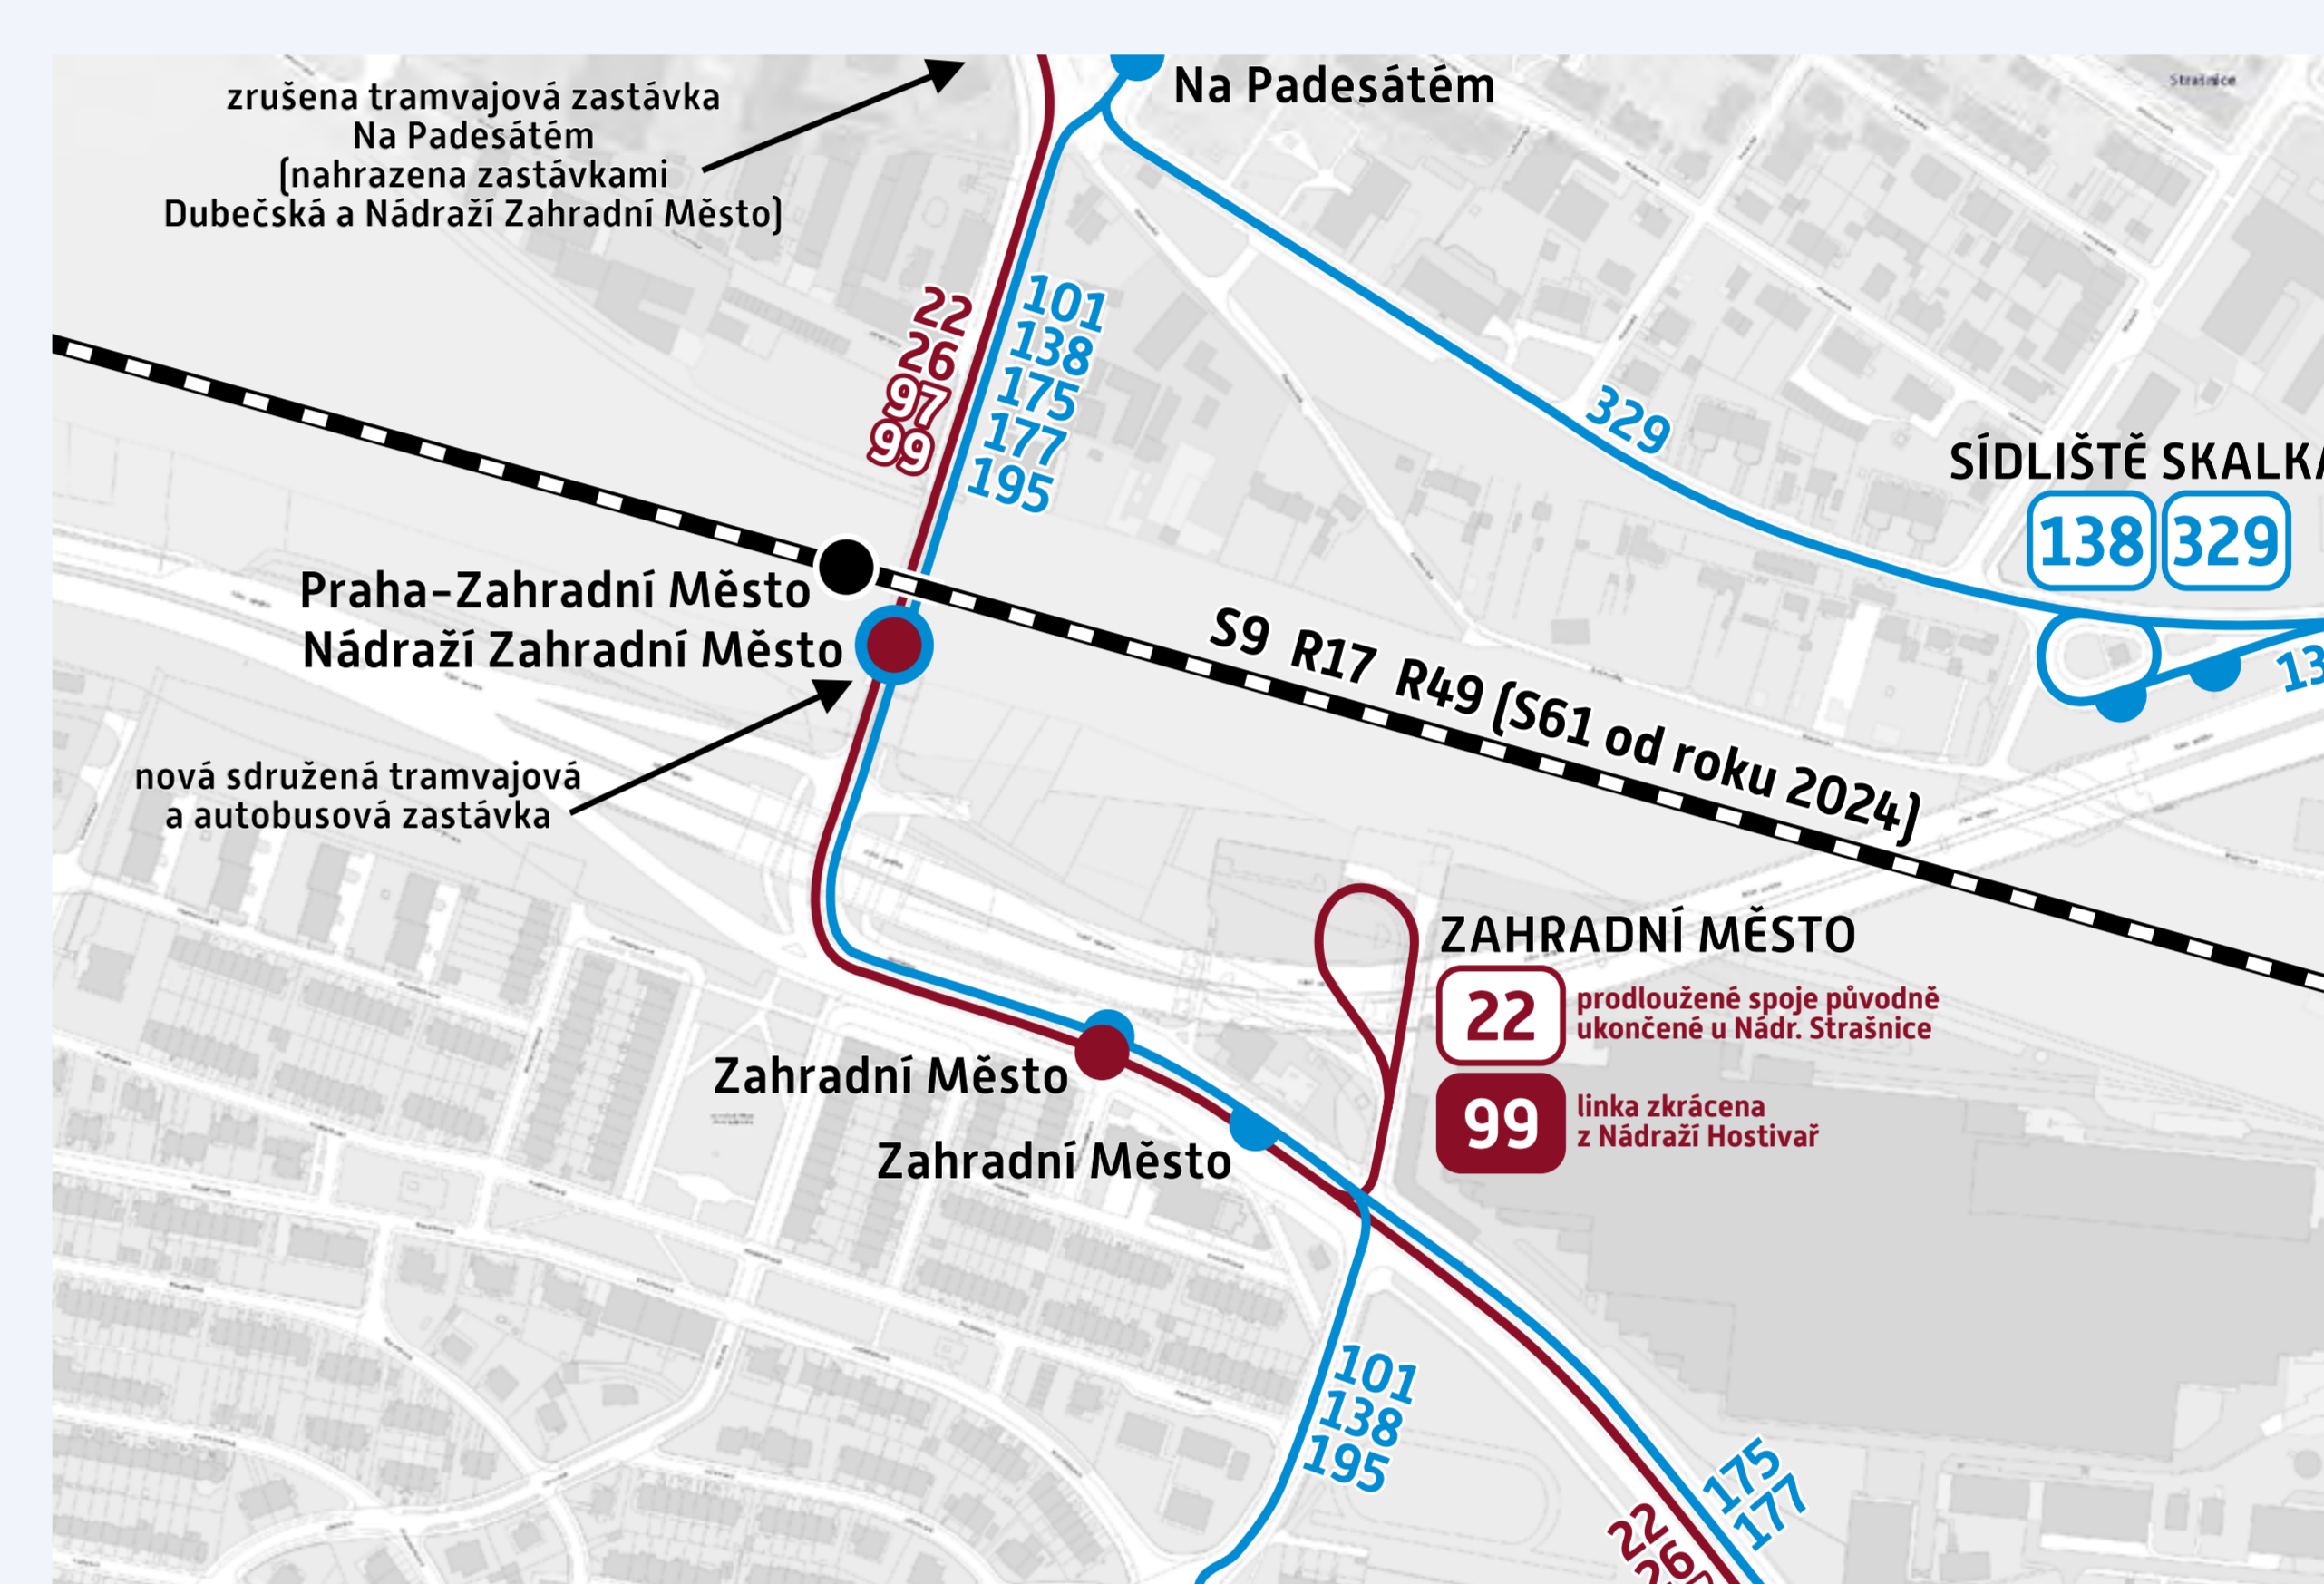 zrušena tramvajová zastávka
Na Padesátém
(nahrazena zastávkami
Dubečská a Nádraží Zahradní Město)
Na Padesátém
Strašnice
22
26
97
99
101
138
175
177
195
329
SÍDLIŠTĚ SKALKA
138 329
13
Praha-Zahradní Město
Nádraží Zahradní Město
S9 R17 R49 (S61 od roku 2024)
nová sdružená tramvajová
a autobusová zastávka
ZAHRADNÍ MĚSTO
22
prodloužené spoje původně
ukončené u Nádr. Strašnice
99
linka zkrácena
z Nádraží Hostivař
Zahradní Město
Zahradní Město
101
138
195
175
177
22
26